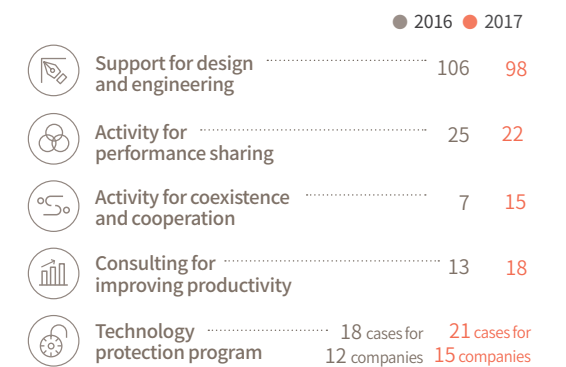 2016 2017
Support for design 106 98
and engineering
Activity for 25 22
performance sharing
Activity for coexistence 7 15
and cooperation
Consulting for 13 18
improving productivity
Technology 18 cases for 21 cases for
protection program 12 companies 15 companies